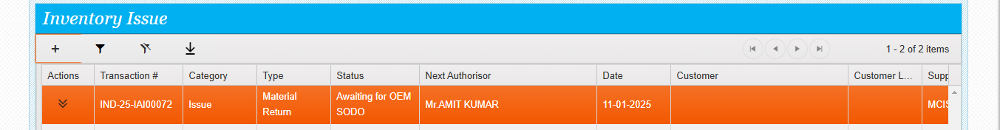 Inventory Issue
+
1 - 2 of 2 items
Actions Transaction # Category Type Status Next Authorisor Date Customer Customer L... Supp
IND-25-IAI00072 Issue Material Return Awaiting for OEM SODO Mr.AMIT KUMAR 11-01-2025 MCIS